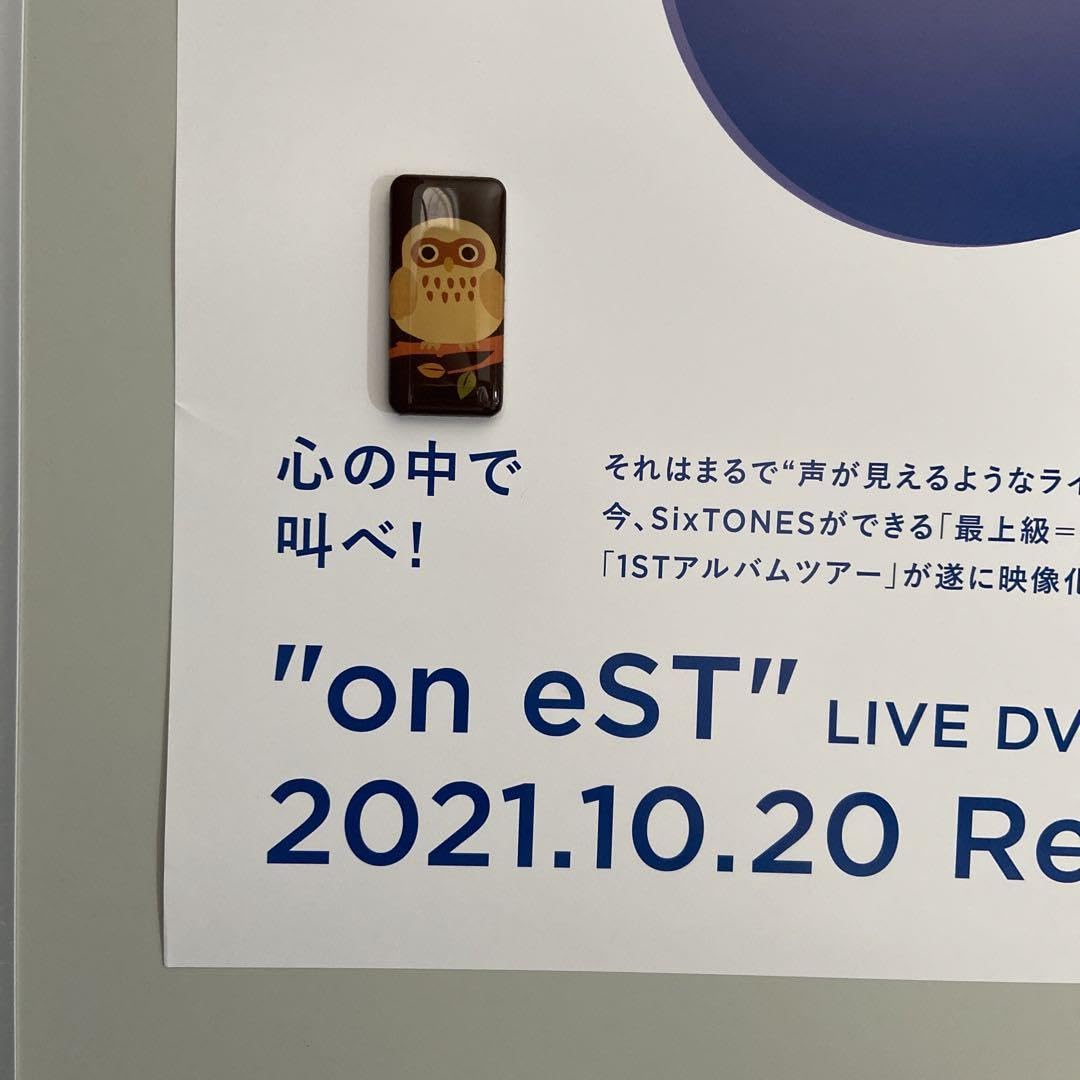 心の中で
叫べ!
それはまるで“声が見えるようなライ
今、SixTONESができる「最上級=
「1STアルバムツアー」が遂に映像化
"on eST" LIVE DV
2021.10.20 Re